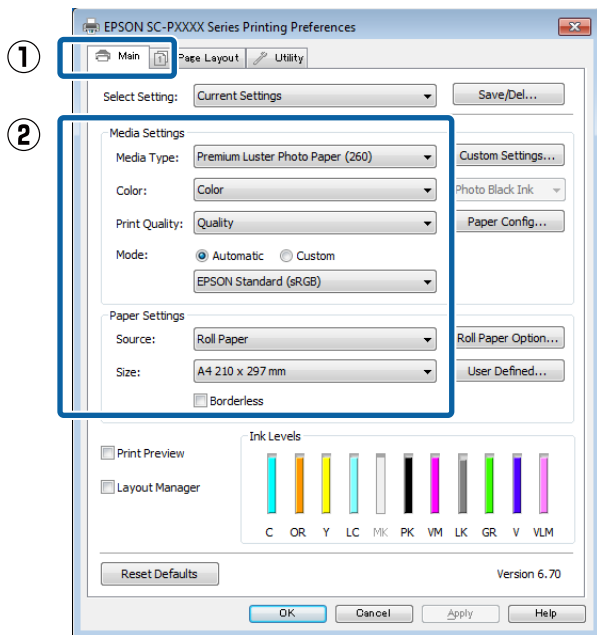 EPSON SC-PXXXX Series Printing Preferences
①
Main
Page Layout
Utility
Select Setting: Current Settings Save/Del...
②
Media Settings
Media Type: Premium Luster Photo Paper (260) Custom Settings...
Color: Color Photo Black Ink
Print Quality: Quality Paper Config...
Mode: Automatic Custom
EPSON Standard (sRGB)
Paper Settings
Source: Roll Paper Roll Paper Option...
Size: A4 210 x 297 mm User Defined...
Borderless
Ink Levels
Print Preview
Layout Manager
C OR Y LC MK PK VM LK GR V VLM
Reset Defaults Version 6.70
OK Cancel Apply Help